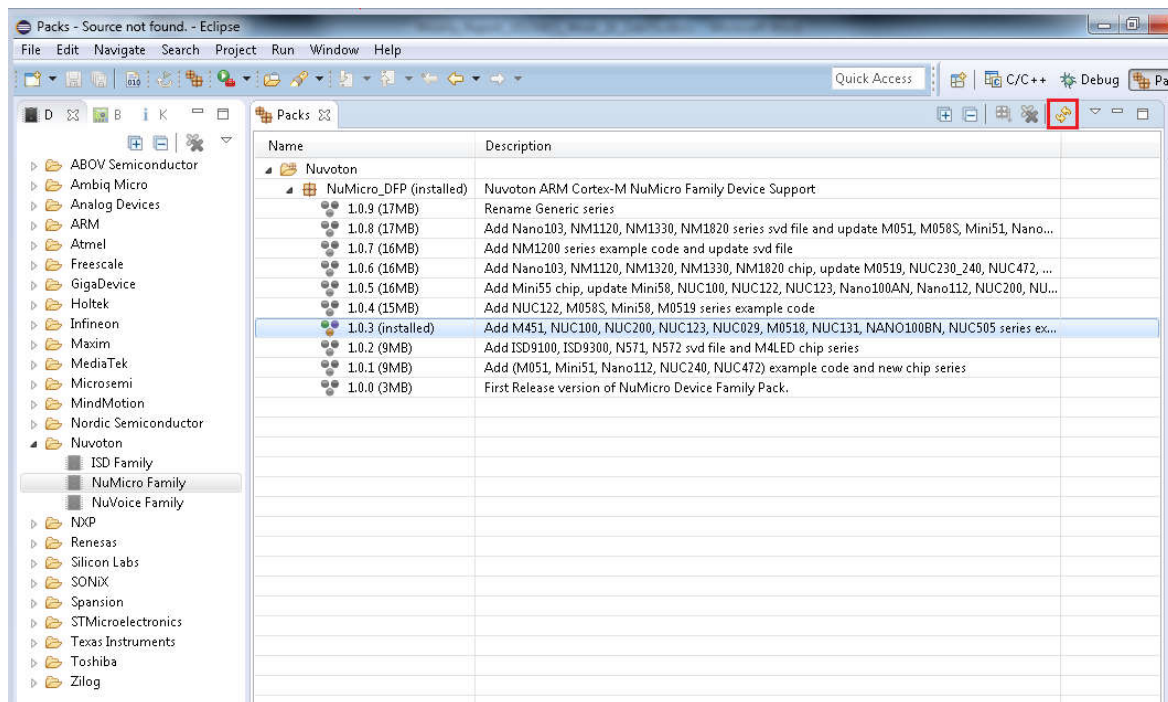 Packs - Source not found. - Eclipse
File Edit Navigate Search Project Run Window Help
010 Quick Access C/C++ Debug Pa
D B i K
Packs
Name Description
ABOV Semiconductor
Ambiq Micro
Analog Devices
ARM
Atmel
Freescale
GigaDevice
Holtek
Infineon
Maxim
MediaTek
Microsemi
MindMotion
Nordic Semiconductor
Nuvoton
ISD Family
NuMicro Family
NuVoice Family
NXP
Renesas
Silicon Labs
SONiX
Spansion
STMicroelectronics
Texas Instruments
Toshiba
Zilog
Nuvoton
NuMicro_DFP (installed) Nuvoton ARM Cortex-M NuMicro Family Device Support
1.0.9 (17MB) Rename Generic series
1.0.8 (17MB) Add Nano103, NM1120, NM1330, NM1820 series svd file and update M051, M058S, Mini51, Nano...
1.0.7 (16MB) Add NM1200 series example code and update svd file
1.0.6 (16MB) Add Nano103, NM1120, NM1320, NM1330, NM1820 chip, update M0519, NUC230_240, NUC472, ...
1.0.5 (16MB) Add Mini55 chip, update Mini58, NUC100, NUC122, NUC123, Nano100AN, Nano112, NUC200, NU...
1.0.4 (15MB) Add NUC122, M058S, Mini58, M0519 series example code
1.0.3 (installed) Add M451, NUC100, NUC200, NUC123, NUC029, M0518, NUC131, NANO100BN, NUC505 series ex...
1.0.2 (9MB) Add ISD9100, ISD9300, N571, N572 svd file and M4LED chip series
1.0.1 (9MB) Add (M051, Mini51, Nano112, NUC240, NUC472) example code and new chip series
1.0.0 (3MB) First Release version of NuMicro Device Family Pack.